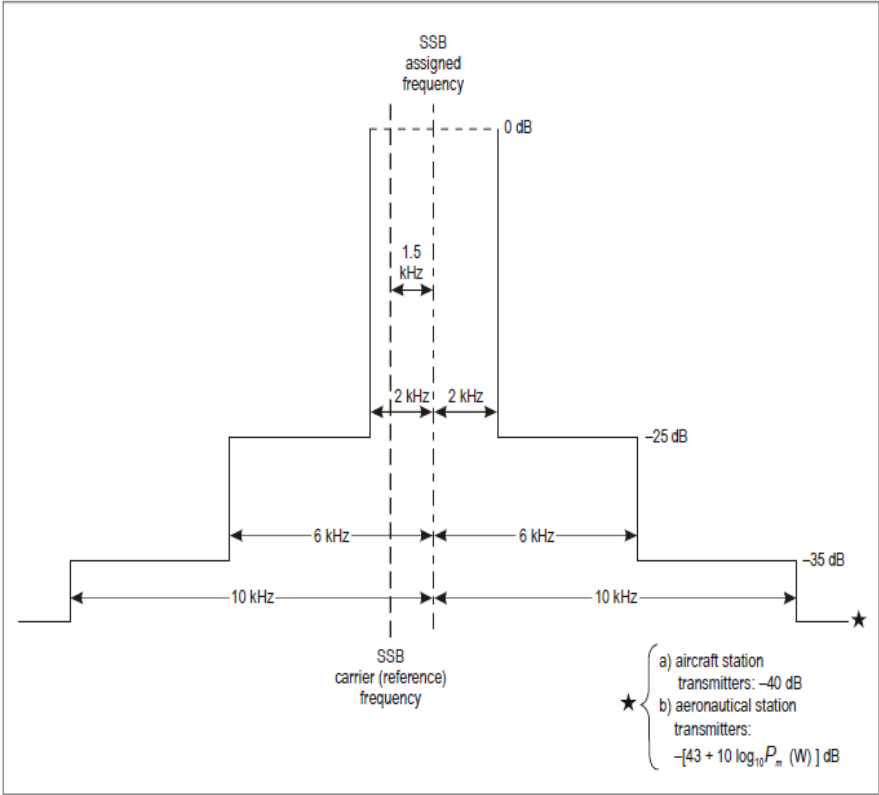 SSB
assigned
frequency
0 dB
1.5
kHz
2 kHz
2 kHz
–25 dB
6 kHz
6 kHz
–35 dB
10 kHz
10 kHz
★
SSB
carrier (reference)
frequency
★
a) aircraft station
transmitters: –40 dB
b) aeronautical station
transmitters:
–[43 + 10 log₁₀Pₘ (W) ] dB